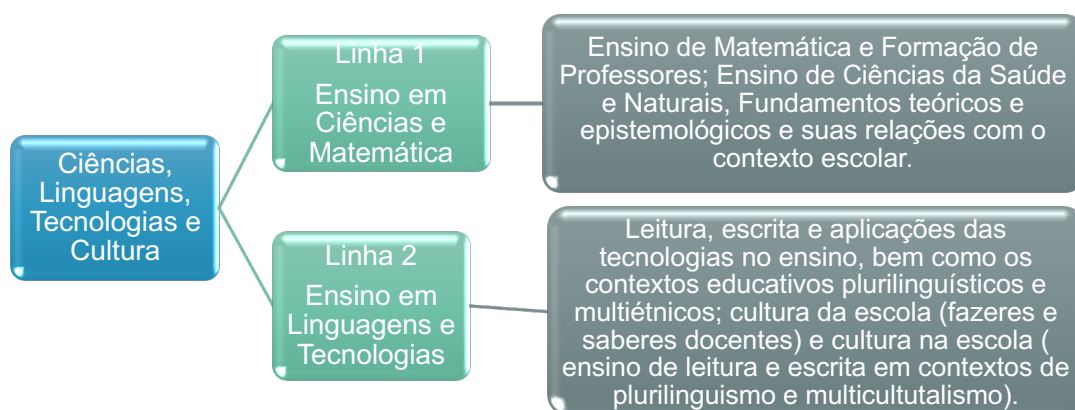 Ciências,
Linguagens,
Tecnologias e
Cultura
Linha 1
Ensino em
Ciências e
Matemática
Ensino de Matemática e Formação de
Professores; Ensino de Ciências da Saúde
e Naturais, Fundamentos teóricos e
epistemológicos e suas relações com o
contexto escolar.
Linha 2
Ensino em
Linguagens e
Tecnologias
Leitura, escrita e aplicações das
tecnologias no ensino, bem como os
contextos educativos plurilinguísticos e
multiétnicos; cultura da escola (fazeres e
saberes docentes) e cultura na escola (
ensino de leitura e escrita em contextos de
plurilinguismo e multicultutalismo).